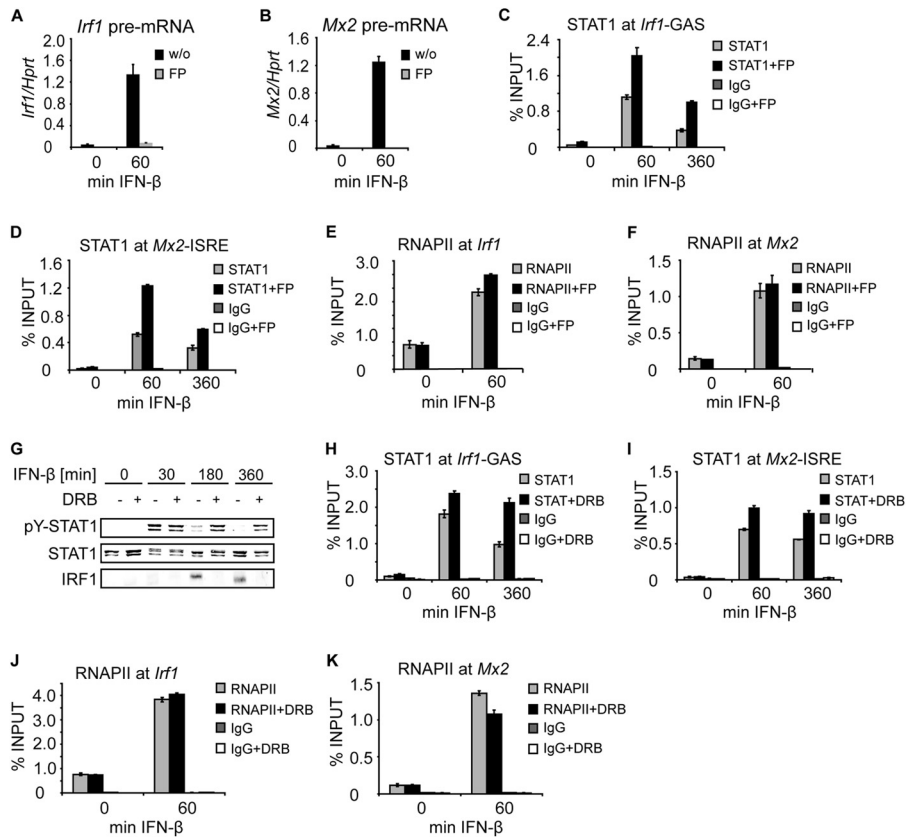 A
Irf1 pre-mRNA
Irf1/Hprt
2.0
1.6
1.2
0.8
0.4
0
w/o
FP
0 60
min IFN-β
B
Mx2 pre-mRNA
Mx2/Hprt
1.6
1.2
0.8
0.4
0
w/o
FP
0 60
min IFN-β
C
STAT1 at Irf1-GAS
% INPUT
2.4
1.6
0.8
0
STAT1
STAT1+FP
IgG
IgG+FP
0 60 360
min IFN-β
D
STAT1 at Mx2-ISRE
% INPUT
1.6
1.2
0.8
0.4
0
STAT1
STAT1+FP
IgG
IgG+FP
0 60 360
min IFN-β
E
RNAPII at Irf1
% INPUT
3.0
2.0
1.0
0
RNAPII
RNAPII+FP
IgG
IgG+FP
0 60
min IFN-β
F
RNAPII at Mx2
% INPUT
1.5
1.0
0.5
0
RNAPII
RNAPII+FP
IgG
IgG+FP
0 60
min IFN-β
G
IFN-β [min] 0 30 180 360
DRB - + - + - + - +
pY-STAT1
STAT1
IRF1
H
STAT1 at Irf1-GAS
% INPUT
3.0
2.0
1.0
0
STAT1
STAT+DRB
IgG
IgG+DRB
0 60 360
min IFN-β
I
STAT1 at Mx2-ISRE
% INPUT
1.5
1.0
0.5
0
STAT1
STAT+DRB
IgG
IgG+DRB
0 60 360
min IFN-β
J
RNAPII at Irf1
% INPUT
4.0
3.0
2.0
1.0
0
RNAPII
RNAPII+DRB
IgG
IgG+DRB
0 60
min IFN-β
K
RNAPII at Mx2
% INPUT
1.5
1.0
0.5
0
RNAPII
RNAPII+DRB
IgG
IgG+DRB
0 60
min IFN-β